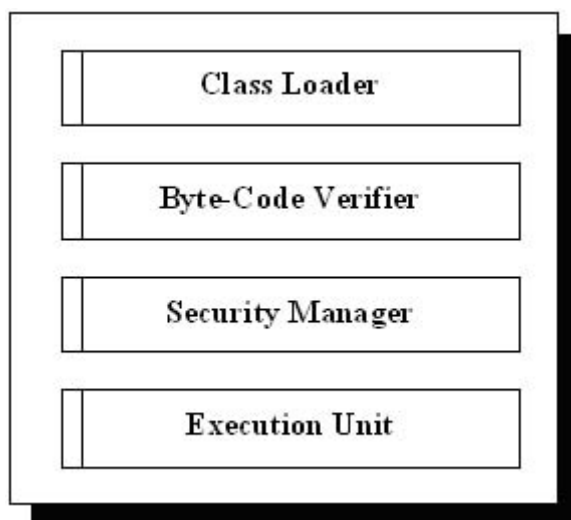 Class Loader
Byte-Code Verifier
Security Manager
Execution Unit